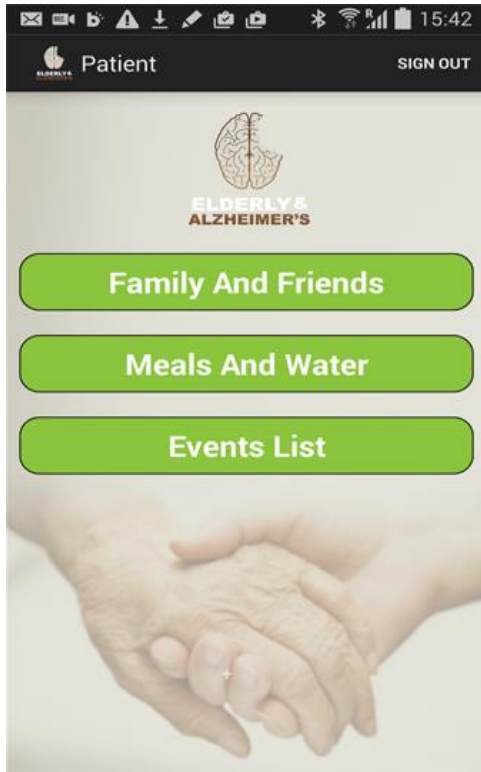 15:42
Patient
SIGN OUT
ELDERLY &
ALZHEIMER'S
Family And Friends
Meals And Water
Events List